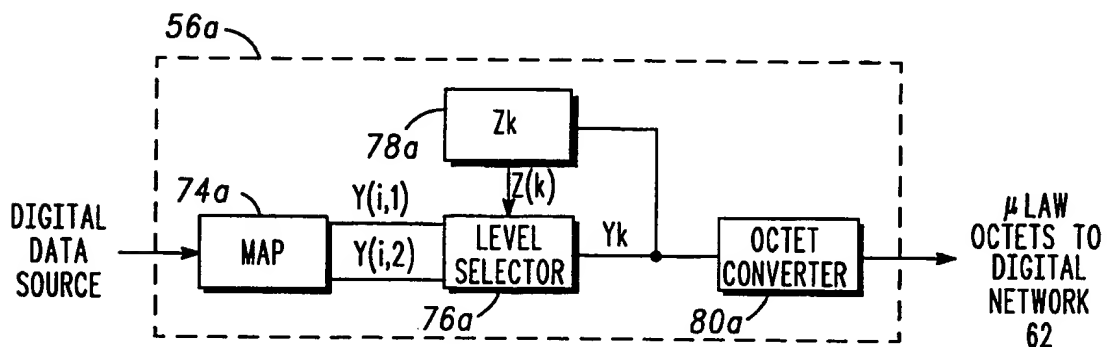 56a
Zk
78a
Z(k)
74a
Y(i,1)
Y(i,2)
DIGITAL
DATA
SOURCE
MAP
LEVEL
SELECTOR
76a
Yk
OCTET
CONVERTER
80a
μLAW
OCTETS TO
DIGITAL
NETWORK
62